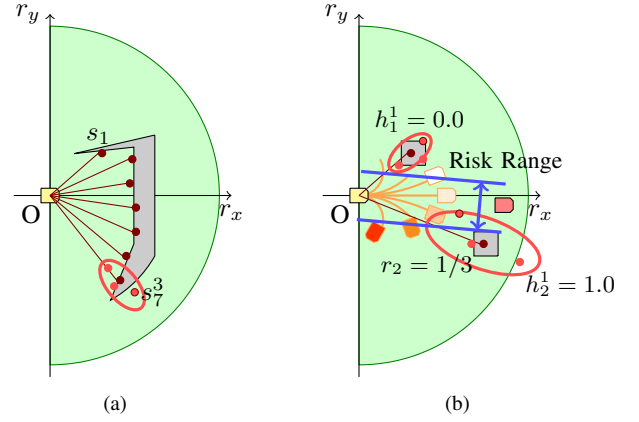 r_y
s_1
O
r_x
s_7^3
(a)
r_y
h_1^1 = 0.0
Risk Range
O
r_x
r_2 = 1/3
h_2^1 = 1.0
(b)